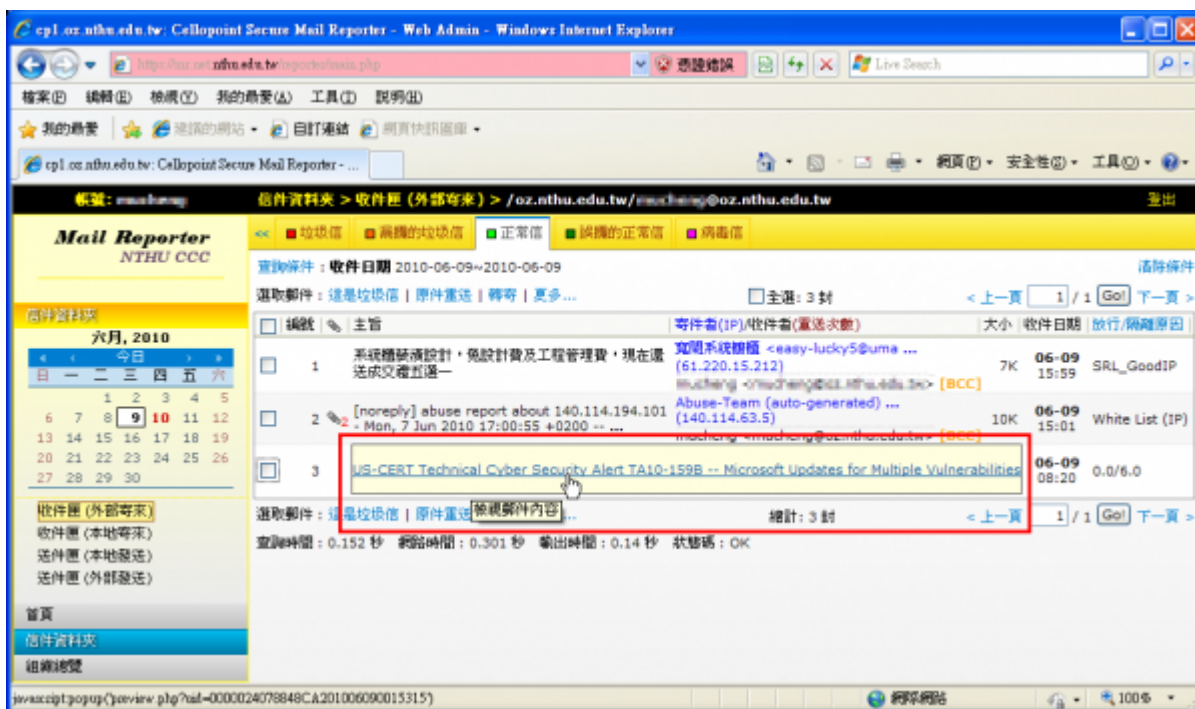 cp1.oz.nthu.edu.tw: Cellopoint Secure Mail Reporter - Web Admin - Windows Internet Explorer
nthu.edu.tw/reporter/main.php 憑證錯誤 Live Search
檔案(F) 編輯(E) 檢視(V) 我的最愛(A) 工具(T) 說明(H)
我的最愛 建議的網站 自訂連結 網頁快訊圖庫
cp1.oz.nthu.edu.tw: Cellopoint Secure Mail Reporter - ... 網頁(P) 安全性(S) 工具(O)
帳號: 信件資料夾 > 收件匣 (外部寄來) > /oz.nthu.edu.tw/ @oz.nthu.edu.tw 登出
Mail Reporter
NTHU CCC
<< 垃圾信 漏攔的垃圾信 正常信 誤攔的正常信 病毒信
查詢條件 : 收件日期 2010-06-09~2010-06-09 清除條件
選取郵件 : 這是垃圾信 | 原件重送 | 轉寄 | 更多... 全選: 3 封 < 上一頁 1 / 1 Go! 下一頁 >
編號 主旨 寄件者(IP)/收件者(重送次數) 大小 收件日期 放行/隔離原因
1 系統櫃裝潢設計，免設計費及工程管理費，現在還送成交禮五選一 寬閣系統櫥櫃 <easy-lucky5@uma ... (61.220.15.212) [BCC] 7K 06-09 15:59 SRL_GoodIP
2 2 [noreply] abuse report about 140.114.194.101 - Mon, 7 Jun 2010 17:00:55 +0200 -- ... Abuse-Team (auto-generated) ... (140.114.63.5) [BCC] 10K 06-09 15:01 White List (IP)
3 US-CERT Technical Cyber Security Alert TA10-159B -- Microsoft Updates for Multiple Vulnerabilities 06-09 08:20 0.0/6.0
檢視郵件內容
選取郵件 : 這是垃圾信 | 原件重送 ... 總計: 3 封 < 上一頁 1 / 1 Go! 下一頁 >
查詢時間 : 0.152 秒 網路時間 : 0.301 秒 輸出時間 : 0.14 秒 狀態碼 : OK
信件資料夾
六月, 2010
« ‹ 今日 › »
日 一 二 三 四 五 六
1 2 3 4 5
6 7 8 9 10 11 12
13 14 15 16 17 18 19
20 21 22 23 24 25 26
27 28 29 30
收件匣 (外部寄來)
收件匣 (本地寄來)
送件匣 (本地發送)
送件匣 (外部發送)
首頁
信件資料夾
組織總覽
javascript:popup('preview.php?uid=0000024078848CA201006090015315') 網際網路 100%